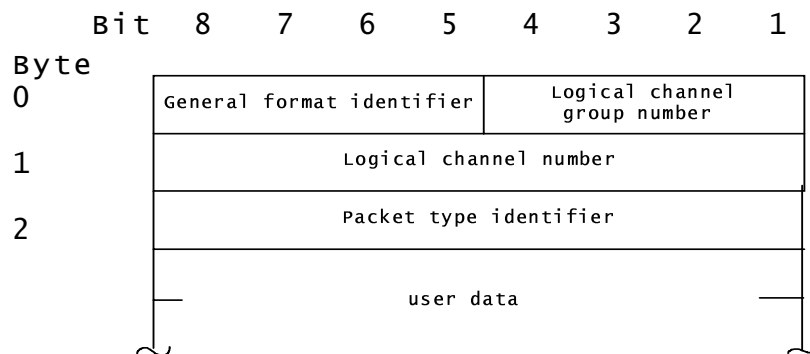 Bit 8 7 6 5 4 3 2 1
Byte
0 General format identifier Logical channel
group number
1 Logical channel number
2 Packet type identifier
user data